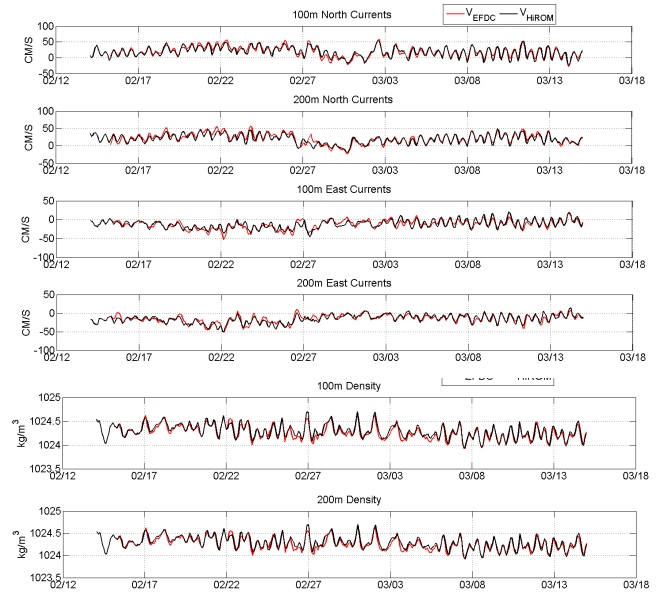 100m North Currents
V_EFDC V_HiROM
100
50
0
-50
CM/S
02/12 02/17 02/22 02/27 03/03 03/08 03/13 03/18
200m North Currents
100
50
0
-50
CM/S
02/12 02/17 02/22 02/27 03/03 03/08 03/13 03/18
100m East Currents
50
0
-50
-100
CM/S
02/12 02/17 02/22 02/27 03/03 03/08 03/13 03/18
200m East Currents
50
0
-50
-100
CM/S
02/12 02/17 02/22 02/27 03/03 03/08 03/13 03/18
EFDC HiROM
100m Density
1025
1024.5
1024
1023.5
kg/m³
02/12 02/17 02/22 02/27 03/03 03/08 03/13 03/18
200m Density
1025
1024.5
1024
1023.5
kg/m³
02/12 02/17 02/22 02/27 03/03 03/08 03/13 03/18